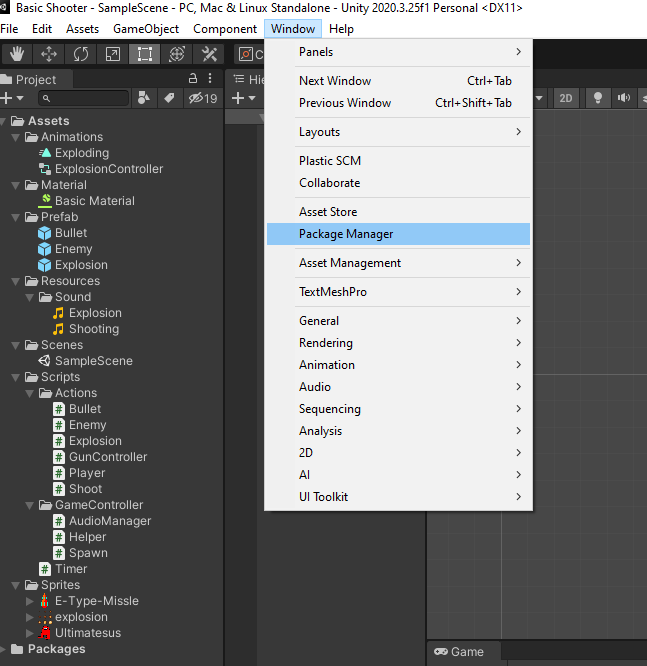 Basic Shooter - SampleScene - PC, Mac & Linux Standalone - Unity 2020.3.25f1 Personal <DX11>
File Edit Assets GameObject Component Window Help
C
Project
19
Assets
Animations
Exploding
ExplosionController
Material
Basic Material
Prefab
Bullet
Enemy
Explosion
Resources
Sound
Explosion
Shooting
Scenes
SampleScene
Scripts
Actions
Bullet
Enemy
Explosion
GunController
Player
Shoot
GameController
AudioManager
Helper
Spawn
Timer
Sprites
E-Type-Missle
explosion
Ultimatesus
Packages
Hie
Panels
Next Window Ctrl+Tab
Previous Window Ctrl+Shift+Tab
Layouts
Plastic SCM
Collaborate
Asset Store
Package Manager
Asset Management
TextMeshPro
General
Rendering
Animation
Audio
Sequencing
Analysis
2D
AI
UI Toolkit
2D
Game